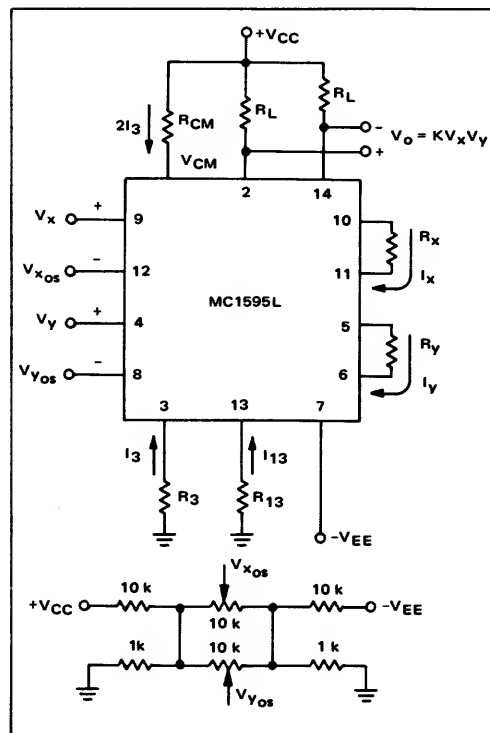 +VCC
2I3
RCM
RL
RL
VCM
−
Vo = KVxVy
+
2
14
Vx
+
9
10
Rx
Vxos
−
12
11
Ix
MC1595L
Vy
+
4
5
Ry
Vyos
−
8
6
Iy
3
13
7
I3
I13
R3
R13
−VEE
Vxos
+VCC
10 k
10 k
10 k
−VEE
1k
10 k
1 k
Vyos